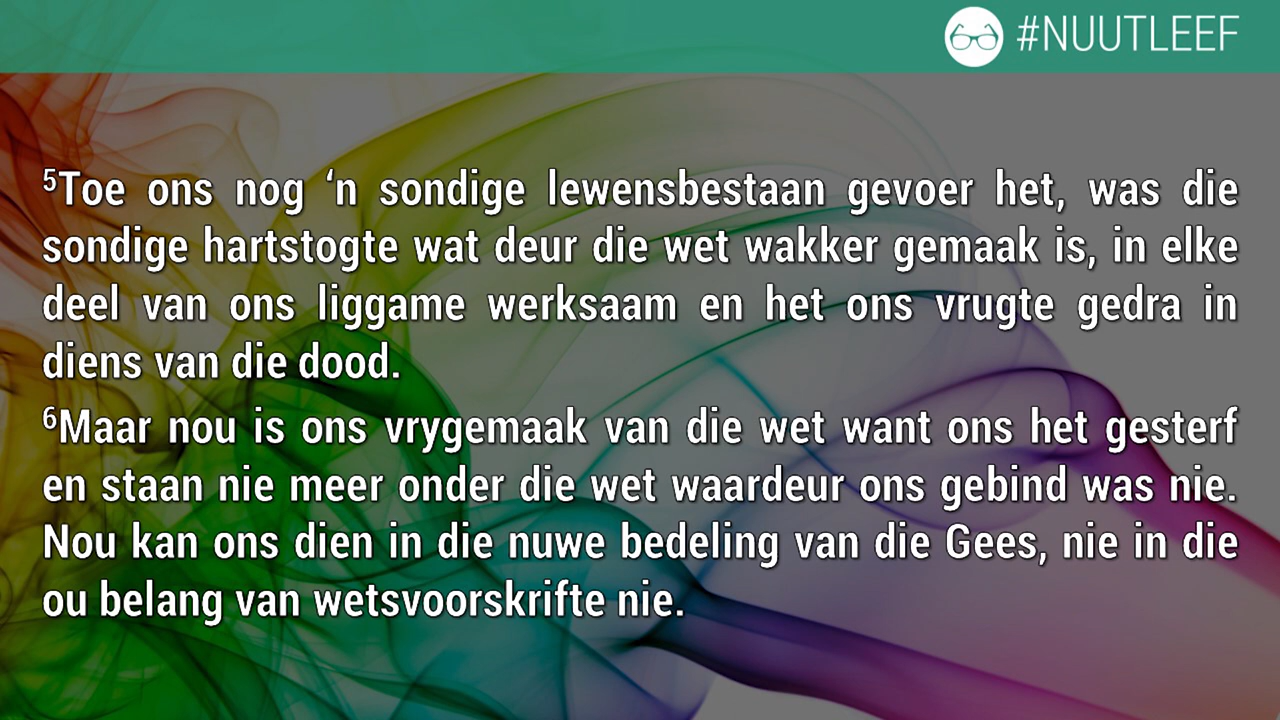 #NUUTLEEF
⁵Toe ons nog ‘n sondige lewensbestaan gevoer het, was die
sondige hartstogte wat deur die wet wakker gemaak is, in elke
deel van ons liggame werksaam en het ons vrugte gedra in
diens van die dood.
⁶Maar nou is ons vrygemaak van die wet want ons het gesterf
en staan nie meer onder die wet waardeur ons gebind was nie.
Nou kan ons dien in die nuwe bedeling van die Gees, nie in die
ou belang van wetsvoorskrifte nie.